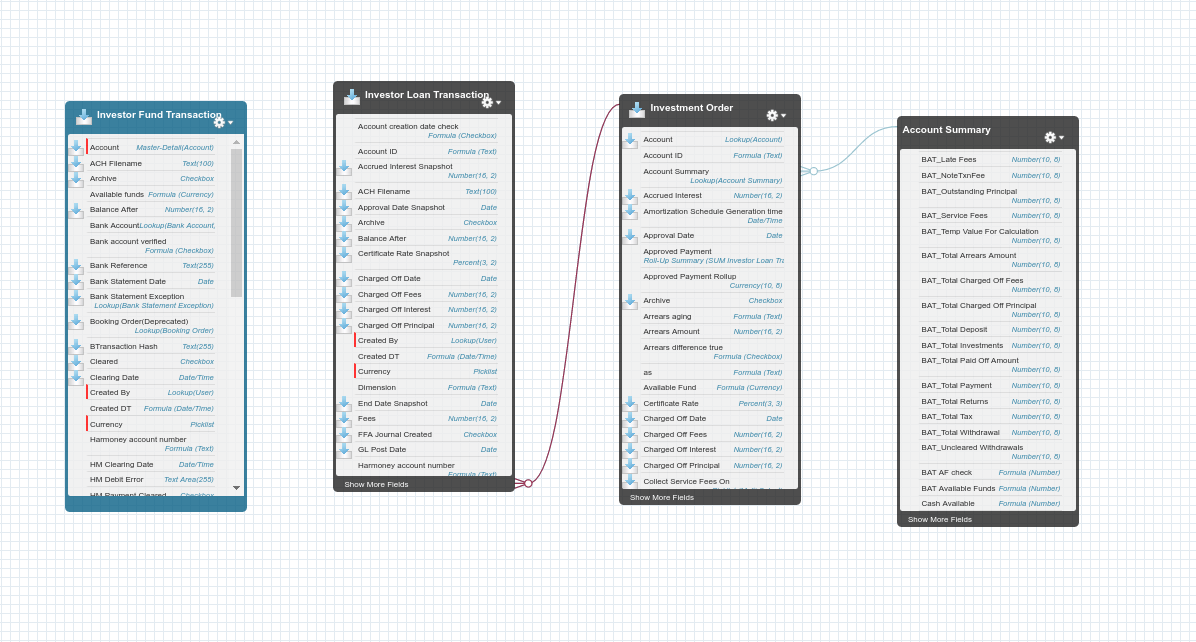 Investor Fund Transaction
Account Master-Detail(Account)
ACH Filename Text(100)
Archive Checkbox
Available funds Formula (Currency)
Balance After Number(16, 2)
Bank Account Lookup(Bank Account,
Bank account verified
Formula (Checkbox)
Bank Reference Text(255)
Bank Statement Date Date
Bank Statement Exception
Lookup(Bank Statement Exception)
Booking Order(Deprecated)
Lookup(Booking Order)
BTransaction Hash Text(255)
Cleared Checkbox
Clearing Date Date/Time
Created By Lookup(User)
Created DT Formula (Date/Time)
Currency Picklist
Harmoney account number
Formula (Text)
HM Clearing Date Date/Time
HM Debit Error Text Area(255)
HM Payment Cleared Checkbox
Investor Loan Transaction
Account creation date check
Formula (Checkbox)
Account ID Formula (Text)
Accrued Interest Snapshot
Number(16, 2)
ACH Filename Text(100)
Approval Date Snapshot Date
Archive Checkbox
Balance After Number(16, 2)
Certificate Rate Snapshot
Percent(3, 2)
Charged Off Date Date
Charged Off Fees Number(16, 2)
Charged Off Interest Number(16, 2)
Charged Off Principal Number(16, 2)
Created By Lookup(User)
Created DT Formula (Date/Time)
Currency Picklist
Dimension Formula (Text)
End Date Snapshot Date
Fees Number(16, 2)
FFA Journal Created Checkbox
GL Post Date Date
Harmoney account number
Formula (Text)
Show More Fields
Investment Order
Account Lookup(Account)
Account ID Formula (Text)
Account Summary
Lookup(Account Summary)
Accrued Interest Number(16, 2)
Amortization Schedule Generation time
Date/Time
Approval Date Date
Approved Payment
Roll-Up Summary (SUM Investor Loan Tra
Approved Payment Rollup
Currency(10, 8)
Archive Checkbox
Arrears aging Formula (Text)
Arrears Amount Number(16, 2)
Arrears difference true
Formula (Checkbox)
as Formula (Text)
Available Fund Formula (Currency)
Certificate Rate Percent(3, 3)
Charged Off Date Date
Charged Off Fees Number(16, 2)
Charged Off Interest Number(16, 2)
Charged Off Principal Number(16, 2)
Collect Service Fees On
Show More Fields
Account Summary
BAT_Late Fees Number(10, 8)
BAT_NoteTxnFee Number(10, 8)
BAT_Outstanding Principal
Number(10, 8)
BAT_Service Fees Number(10, 8)
BAT_Temp Value For Calculation
Number(10, 8)
BAT_Total Arrears Amount
Number(10, 8)
BAT_Total Charged Off Fees
Number(10, 8)
BAT_Total Charged Off Principal
Number(10, 8)
BAT_Total Deposit Number(10, 8)
BAT_Total Investments Number(10, 8)
BAT_Total Paid Off Amount
Number(10, 8)
BAT_Total Payment Number(10, 8)
BAT_Total Returns Number(10, 8)
BAT_Total Tax Number(10, 8)
BAT_Total Withdrawal Number(10, 8)
BAT_Uncleared Withdrawals
Number(10, 8)
BAT AF check Formula (Number)
BAT Available Funds Formula (Number)
Cash Available Formula (Number)
Show More Fields